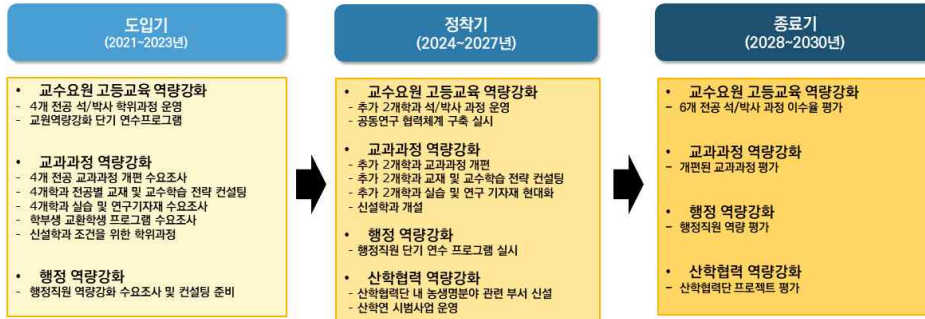 도입기
(2021~2023년)
• 교수요원 고등교육 역량강화
- 4개 전공 석/박사 학위과정 운영
- 교원역량강화 단기 연수프로그램
• 교과과정 역량강화
- 4개 전공 교과과정 개편 수요조사
- 4개학과 전공별 교재 및 교수학습 전략 컨설팅
- 4개학과 실습 및 연구기자재 수요조사
- 학부생 교환학생 프로그램 수요조사
- 신설학과 조건을 위한 학위과정
• 행정 역량강화
- 행정직원 역량강화 수요조사 및 컨설팅 준비
정착기
(2024~2027년)
• 교수요원 고등교육 역량강화
- 추가 2개학과 석/박사 과정 운영
- 공동연구 협력체계 구축 실시
• 교과과정 역량강화
- 추가 2개학과 교과과정 개편
- 추가 2개학과 교재 및 교수학습 전략 컨설팅
- 추가 2개학과 실습 및 연구 기자재 현대화
- 신설학과 개설
• 행정 역량강화
- 행정직원 단기 연수 프로그램 실시
• 산학협력 역량강화
- 산학협력단 내 농생명분야 관련 부서 신설
- 산학연 시범사업 운영
종료기
(2028~2030년)
• 교수요원 고등교육 역량강화
- 6개 전공 석/박사 과정 이수율 평가
• 교과과정 역량강화
- 개편된 교과과정 평가
• 행정 역량강화
- 행정직원 역량 평가
• 산학협력 역량강화
- 산학협력단 프로젝트 평가